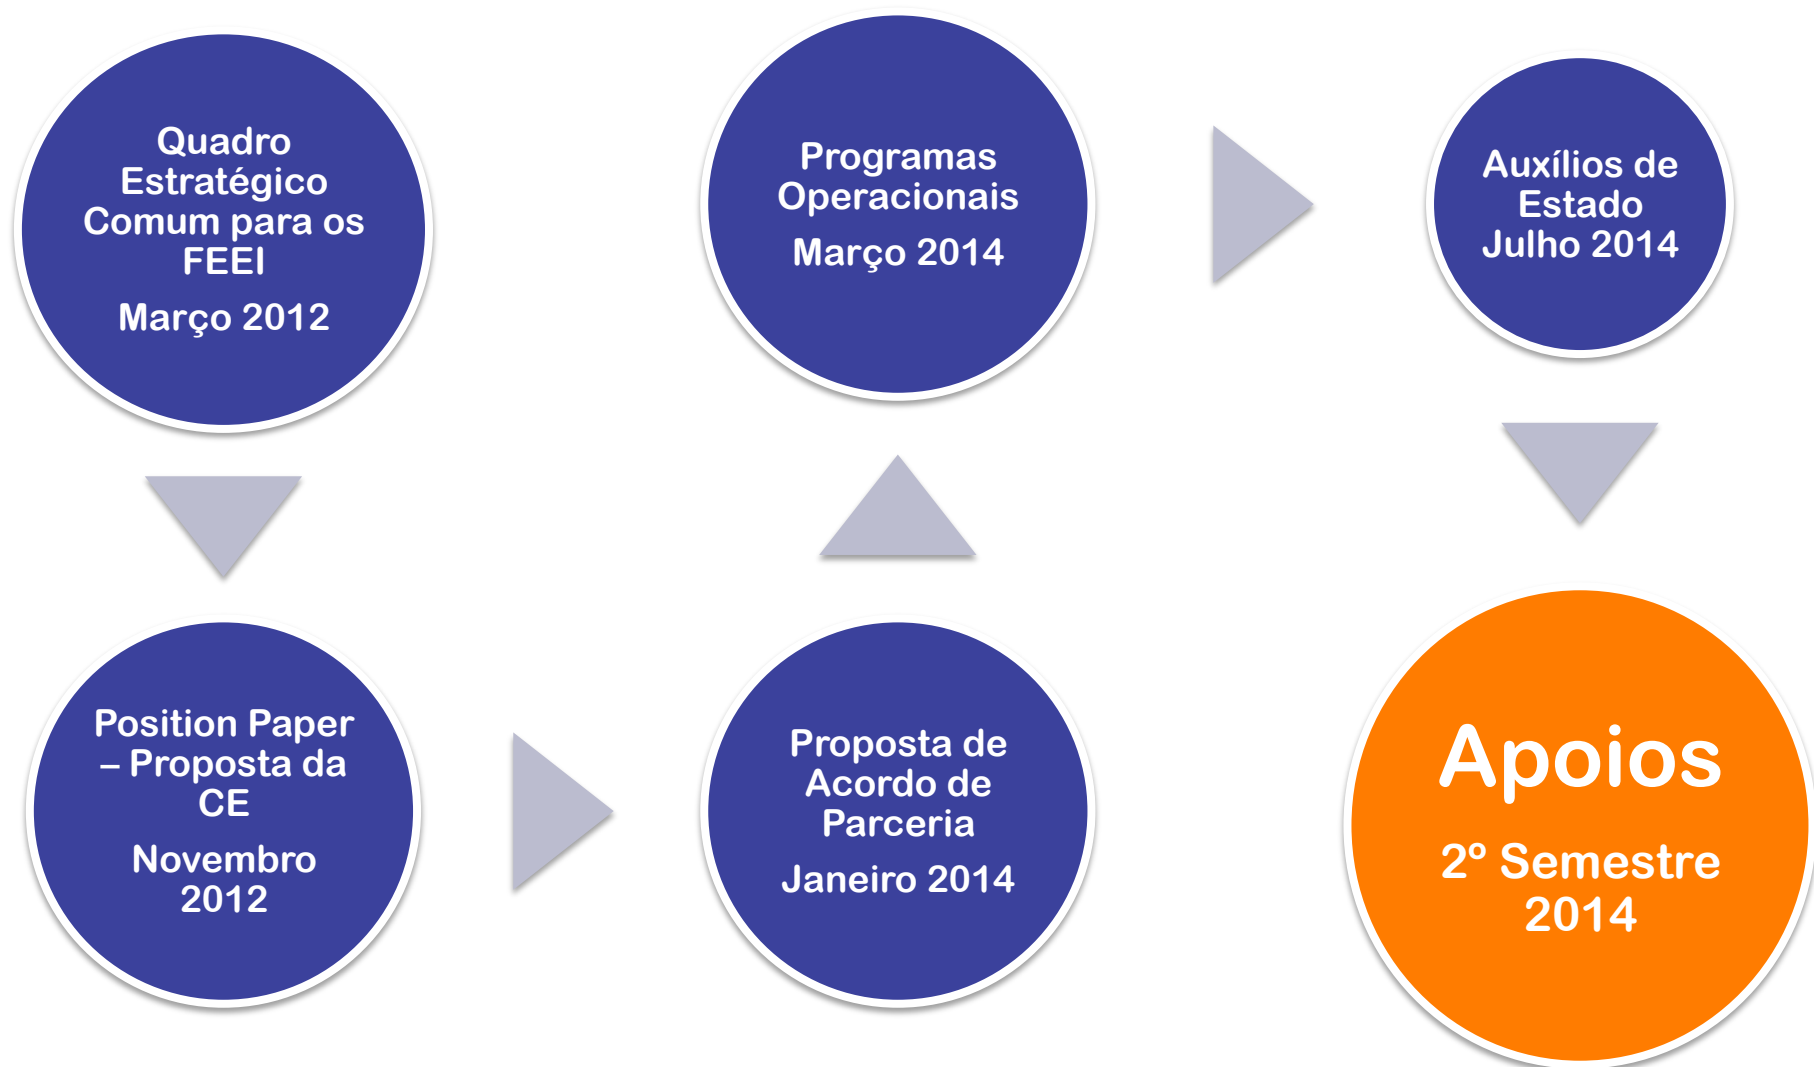 Quadro
Estratégico
Comum para os
FEEI
Março 2012
Position Paper
– Proposta da
CE
Novembro
2012
Proposta de
Acordo de
Parceria
Janeiro 2014
Programas
Operacionais
Março 2014
Auxílios de
Estado
Julho 2014
Apoios
2º Semestre
2014